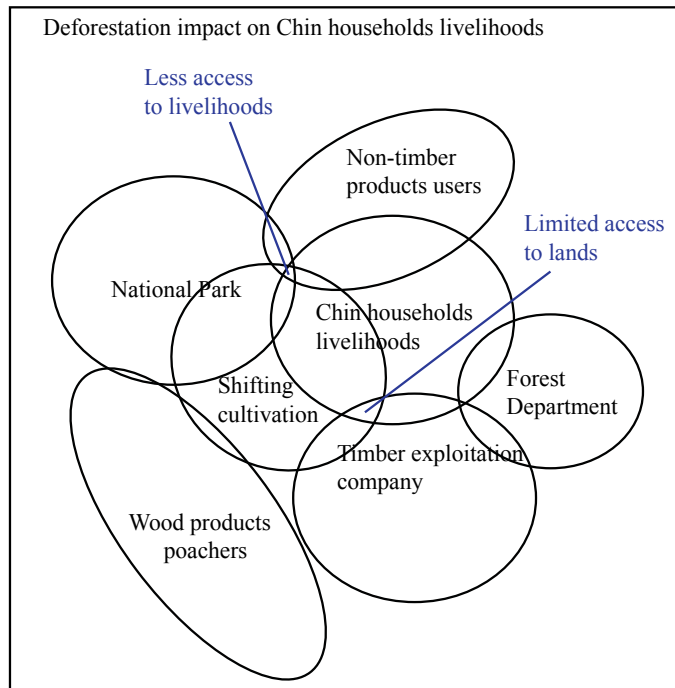 Deforestation impact on Chin households livelihoods
Less access
to livelihoods
Non-timber
products users
Limited access
to lands
National Park
Chin households
livelihoods
Shifting
cultivation
Forest
Department
Timber exploitation
company
Wood products
poachers